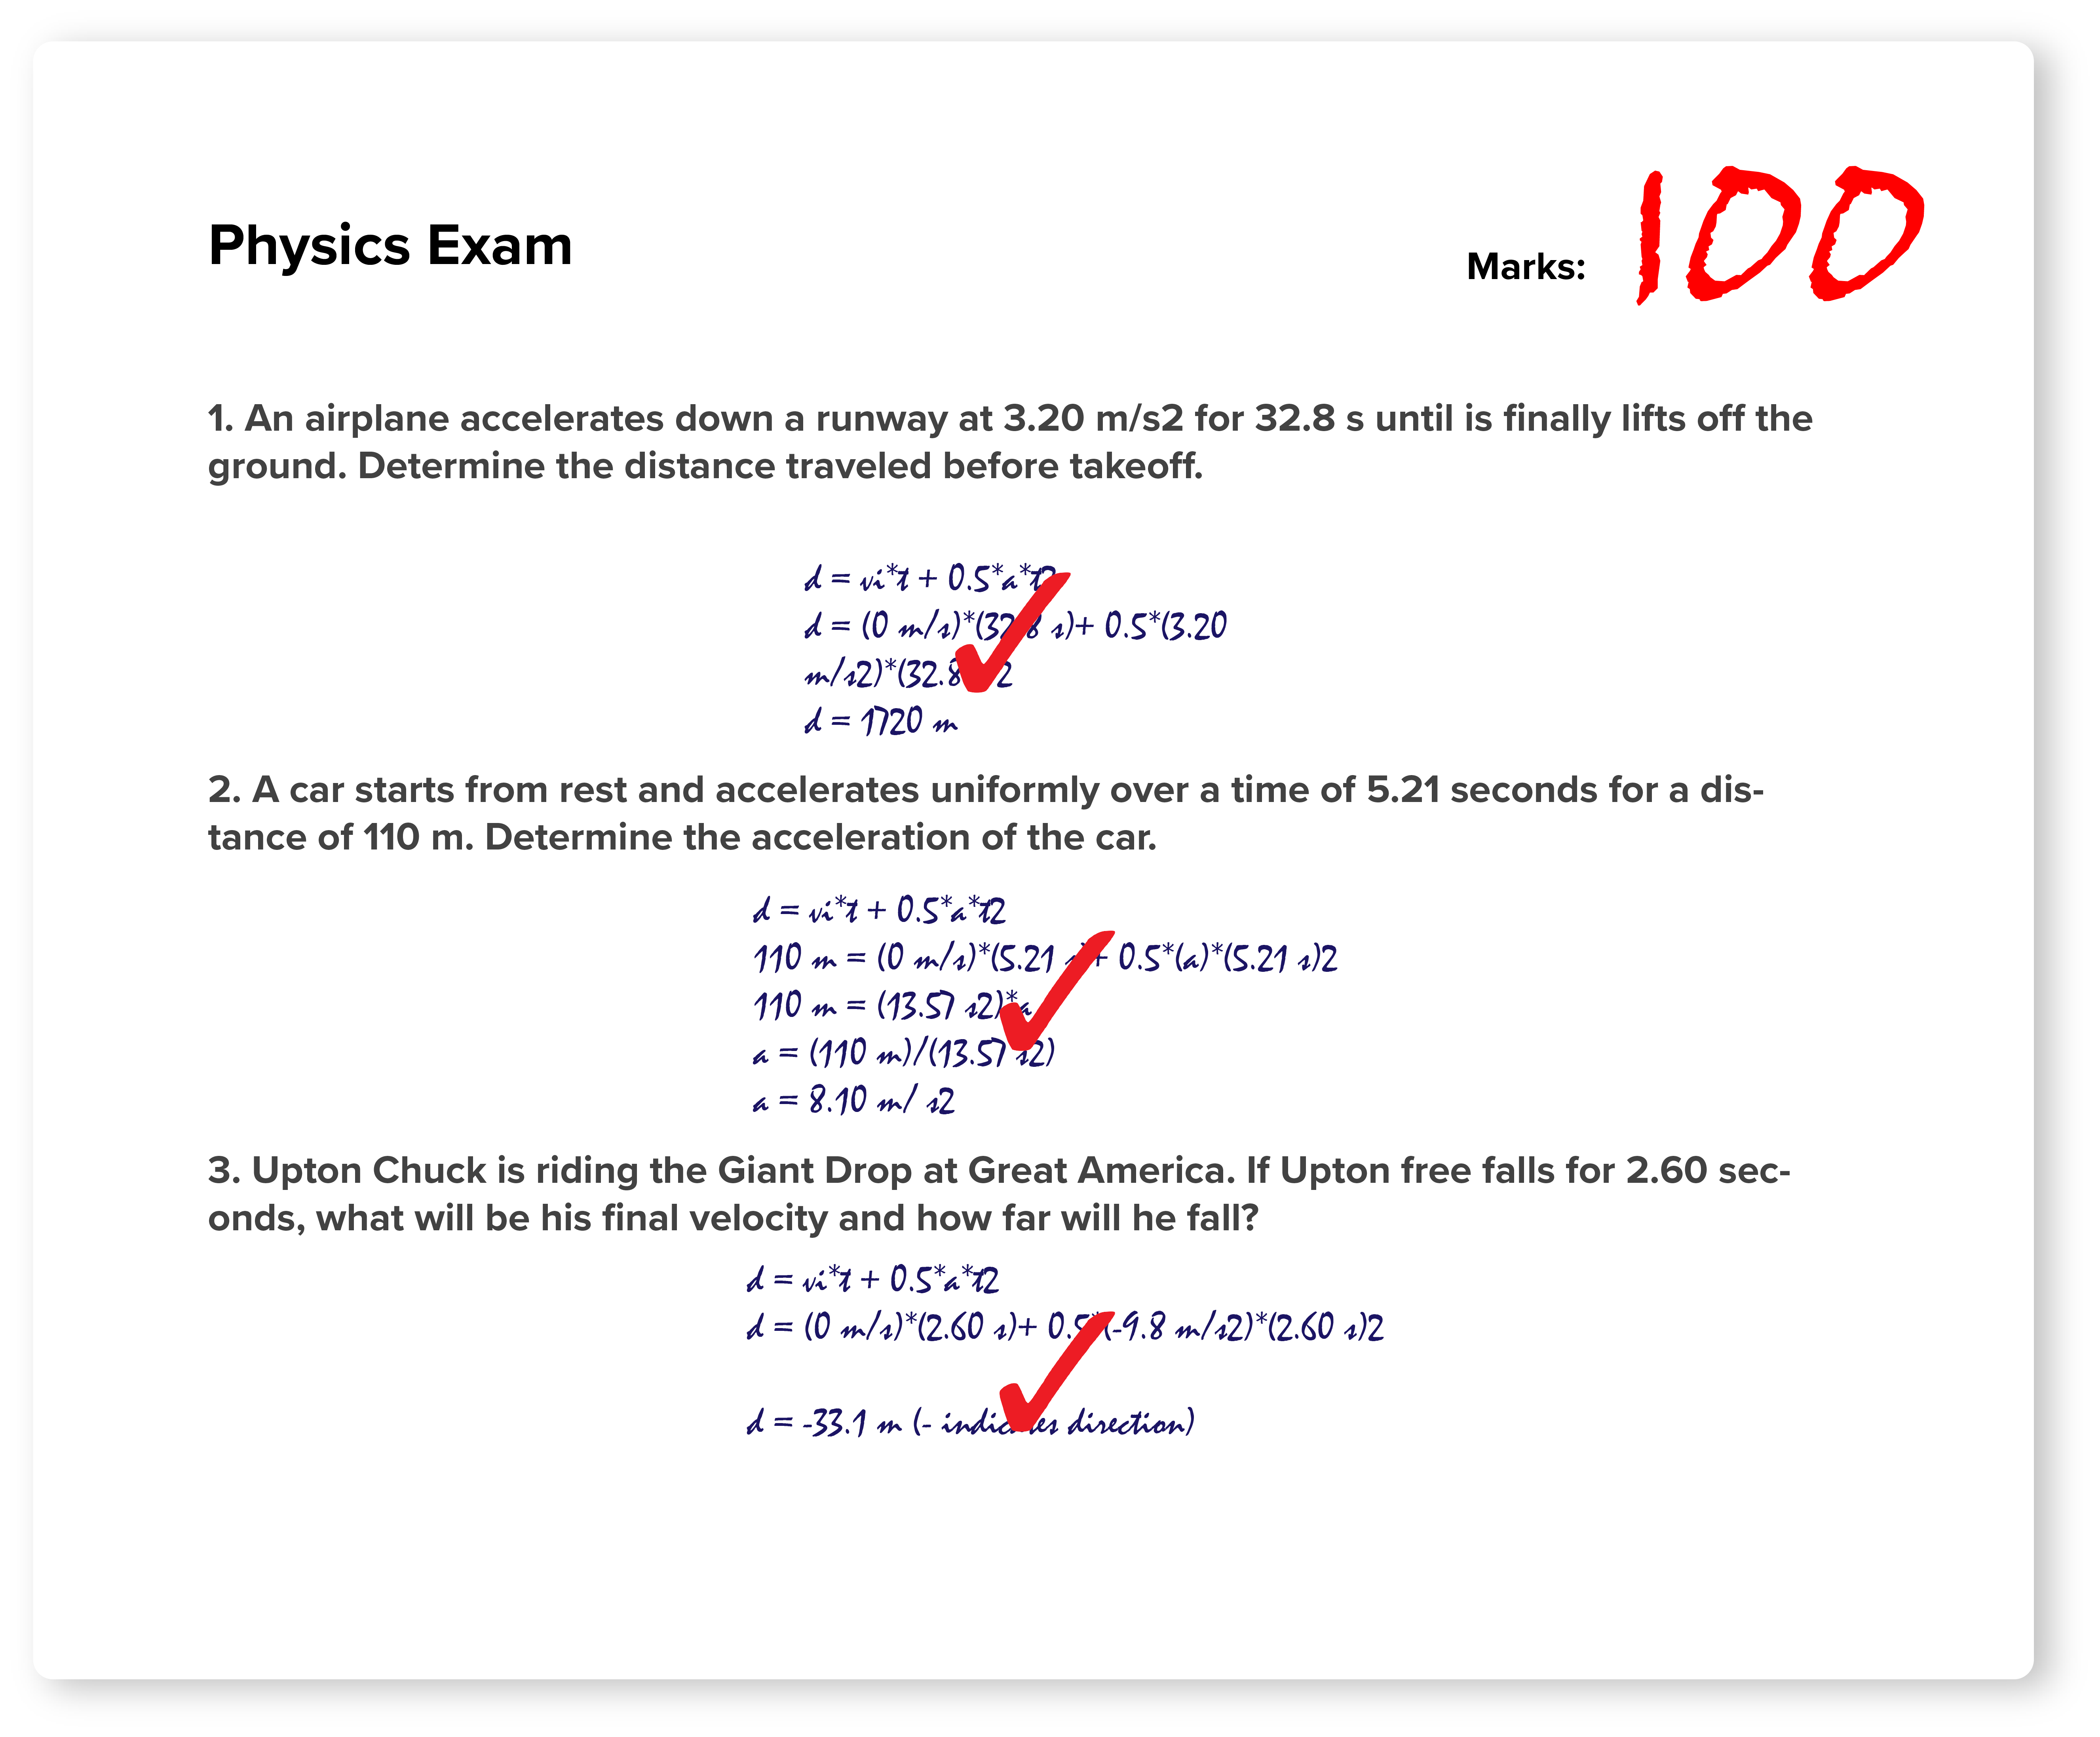 Physics Exam
Marks: 100
1. An airplane accelerates down a runway at 3.20 m/s2 for 32.8 s until is finally lifts off the
ground. Determine the distance traveled before takeoff.
d = vi*t + 0.5*a*t2
d = (0 m/s)*(32.8 s)+ 0.5*(3.20
m/s2)*(32.8 s)2
d = 1720 m
2. A car starts from rest and accelerates uniformly over a time of 5.21 seconds for a dis-
tance of 110 m. Determine the acceleration of the car.
d = vi*t + 0.5*a*t2
110 m = (0 m/s)*(5.21 s)+ 0.5*(a)*(5.21 s)2
110 m = (13.57 s2)*a
a = (110 m)/(13.57 s2)
a = 8.10 m/ s2
3. Upton Chuck is riding the Giant Drop at Great America. If Upton free falls for 2.60 sec-
onds, what will be his final velocity and how far will he fall?
d = vi*t + 0.5*a*t2
d = (0 m/s)*(2.60 s)+ 0.5*(-9.8 m/s2)*(2.60 s)2
d = -33.1 m (- indicates direction)